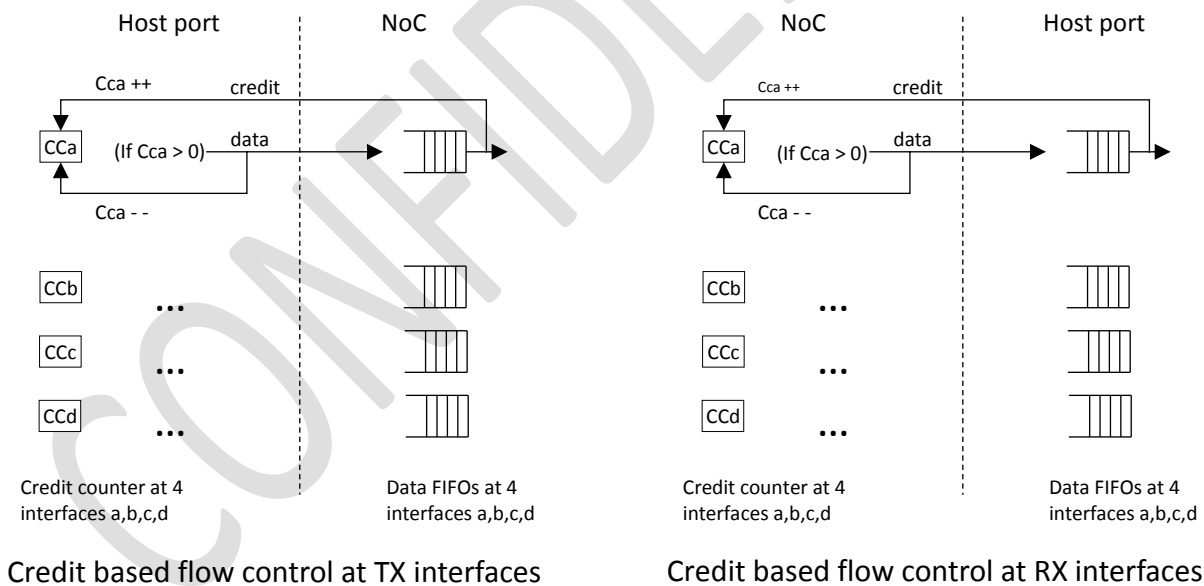 Host port NoC
Cca ++ credit
CCa (If Cca > 0) data
Cca - -
CCb ...
CCc ...
CCd ...
Credit counter at 4 Data FIFOs at 4
interfaces a,b,c,d interfaces a,b,c,d
Credit based flow control at TX interfaces
NoC Host port
Cca ++ credit
CCa (If Cca > 0) data
Cca - -
CCb ...
CCc ...
CCd ...
Credit counter at 4 Data FIFOs at 4
interfaces a,b,c,d interfaces a,b,c,d
Credit based flow control at RX interfaces